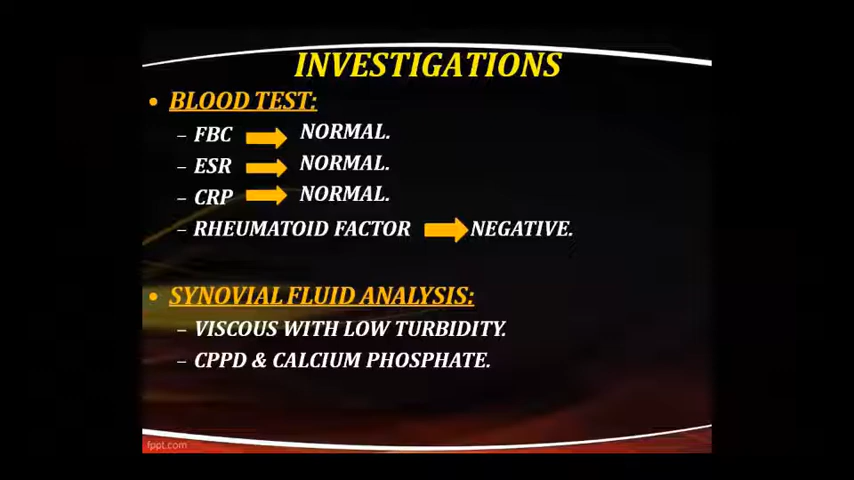 INVESTIGATIONS
• BLOOD TEST:
– FBC NORMAL.
– ESR NORMAL.
– CRP NORMAL.
– RHEUMATOID FACTOR NEGATIVE.
• SYNOVIAL FLUID ANALYSIS:
– VISCOUS WITH LOW TURBIDITY.
– CPPD & CALCIUM PHOSPHATE.
fppt.com